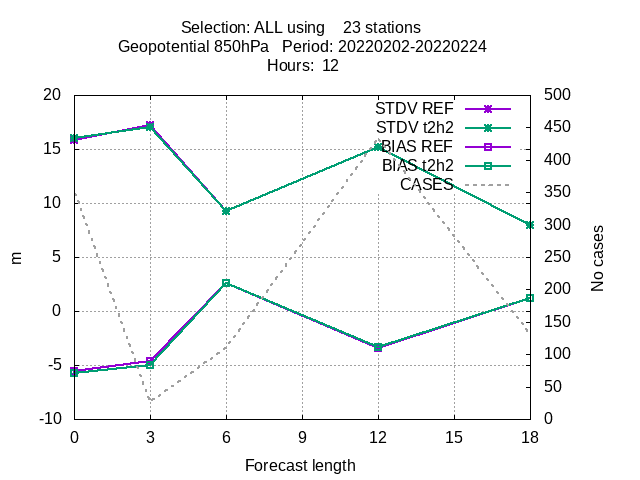 Selection: ALL using    23 stations
Geopotential 850hPa   Period: 20220202-20220224
Hours:  12
20
15
10
5
0
-5
-10
m
STDV REF
STDV t2h2
BIAS REF
BIAS t2h2
CASES
500
450
400
350
300
250
200
150
100
50
0
No cases
0 3 6 9 12 15 18
Forecast length